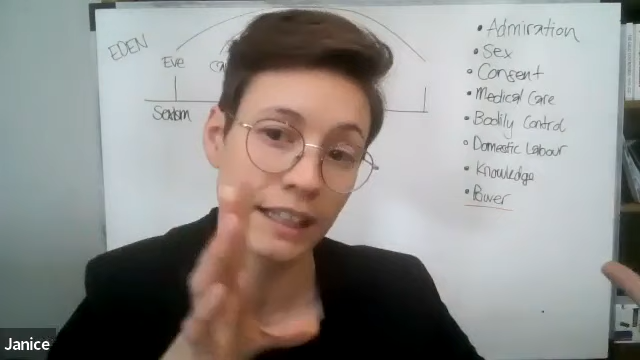 EDEN
Eve
Sexism
• Admiration
• Sex
• Consent
• Medical Care
• Bodily Control
• Domestic Labour
• Knowledge
• Power
Janice